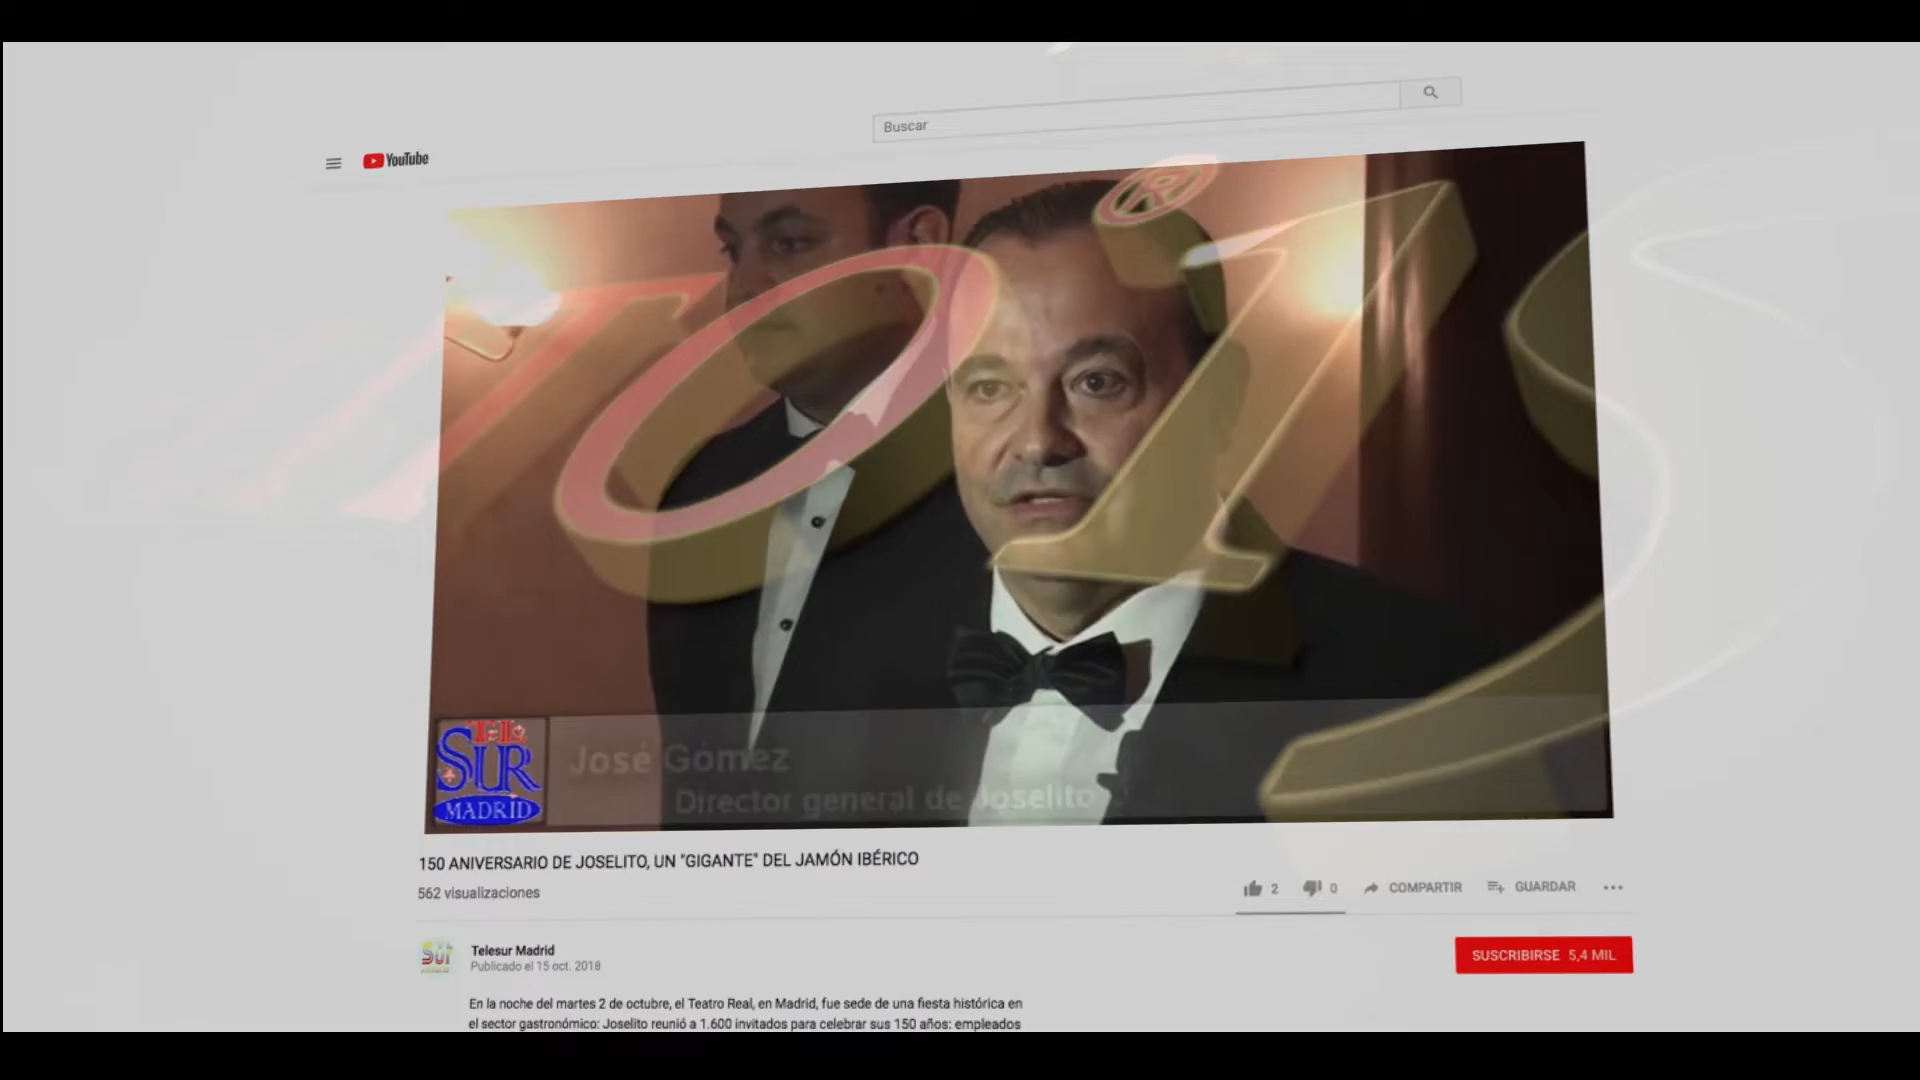 Buscar
YouTube
®
TEL
SUR
MADRID
José Gómez
Director general de Joselito
150 ANIVERSARIO DE JOSELITO, UN "GIGANTE" DEL JAMÓN IBÉRICO
562 visualizaciones
2
0
COMPARTIR
GUARDAR
Sur
Telesur Madrid
Publicado el 15 oct. 2018
SUSCRIBIRSE 5,4 MIL
En la noche del martes 2 de octubre, el Teatro Real, en Madrid, fue sede de una fiesta histórica en
el sector gastronómico: Joselito reunió a 1.600 invitados para celebrar sus 150 años: empleados